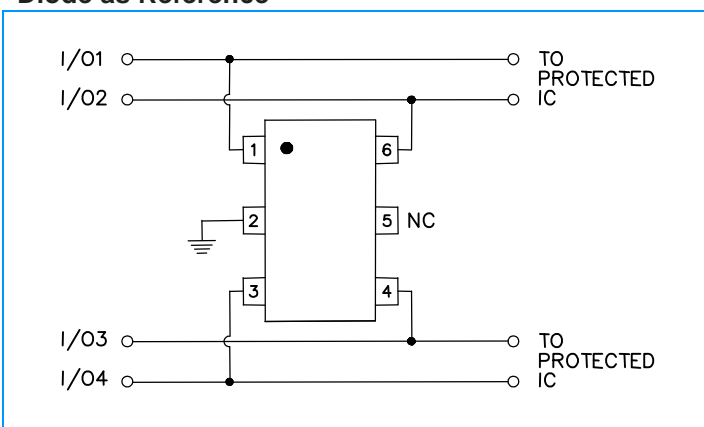 Diode as Reference
I/O1 TO
PROTECTED
I/O2 IC
1 6
2 5 NC
3 4
I/O3 TO
PROTECTED
I/O4 IC